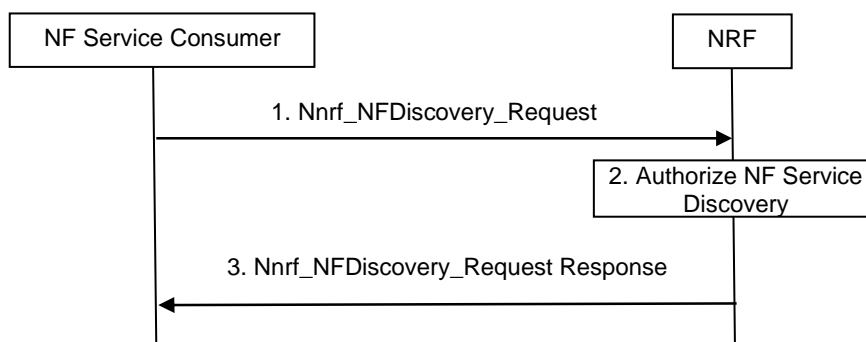 NF Service Consumer
NRF
1. Nnrf_NFDiscovery_Request
2. Authorize NF Service
Discovery
3. Nnrf_NFDiscovery_Request Response